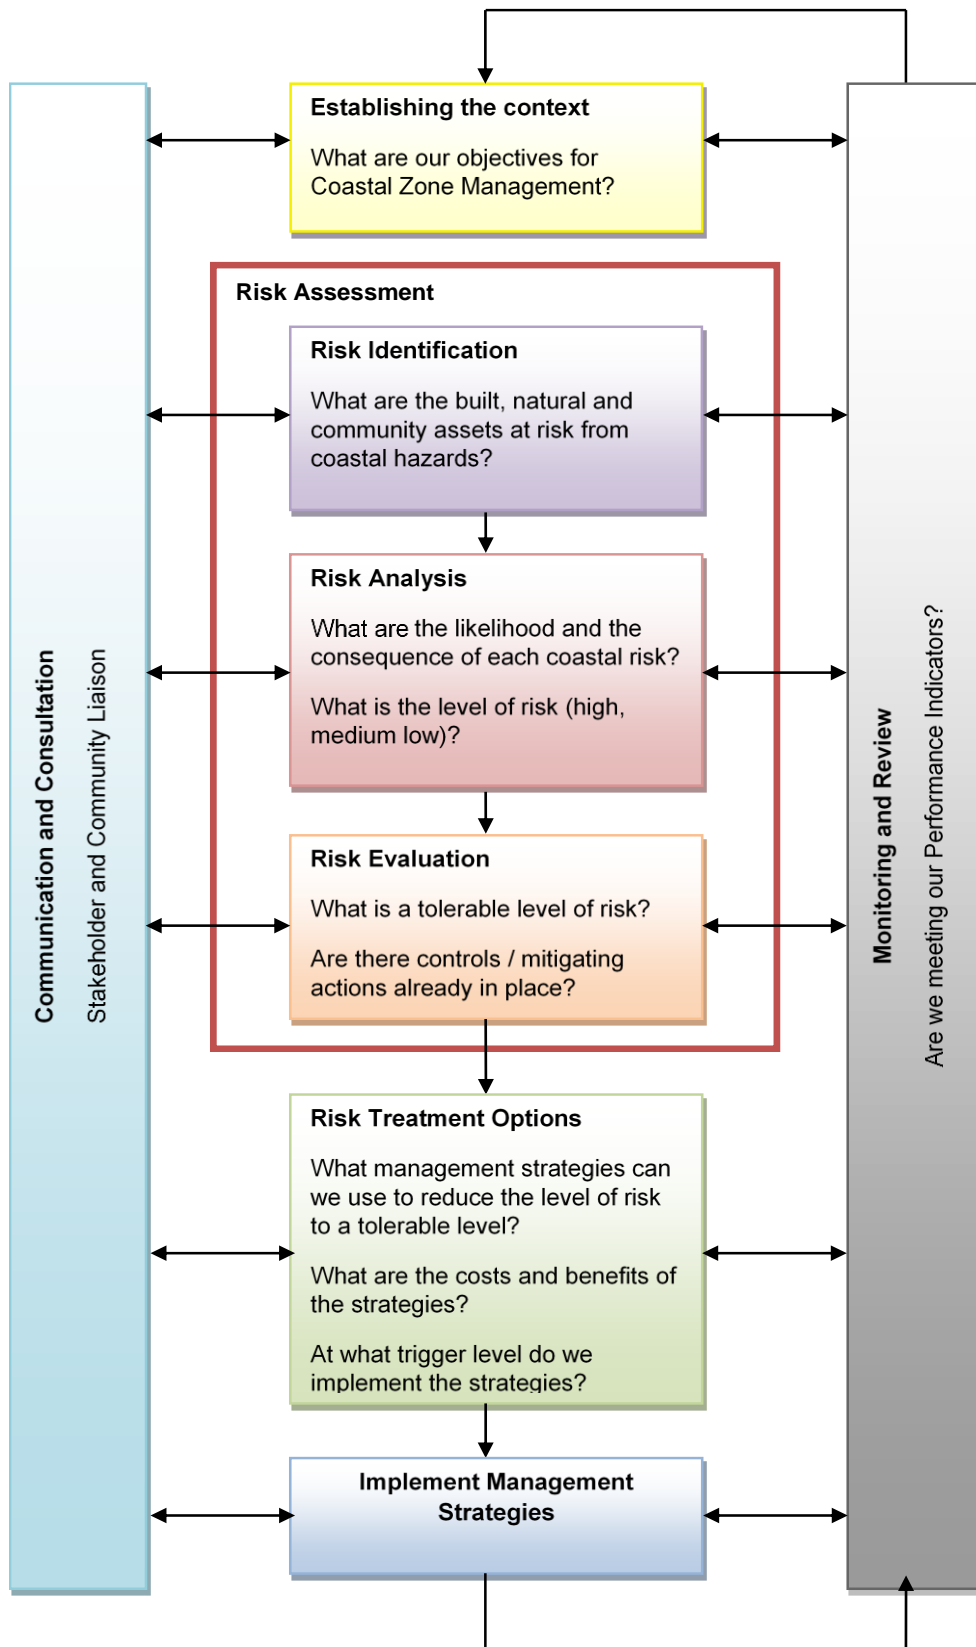 Establishing the context
What are our objectives for
Coastal Zone Management?
Risk Assessment
Risk Identification
What are the built, natural and
community assets at risk from
coastal hazards?
Risk Analysis
What are the likelihood and the
consequence of each coastal risk?
What is the level of risk (high,
medium low)?
Risk Evaluation
What is a tolerable level of risk?
Are there controls / mitigating
actions already in place?
Risk Treatment Options
What management strategies can
we use to reduce the level of risk
to a tolerable level?
What are the costs and benefits of
the strategies?
At what trigger level do we
implement the strategies?
Implement Management
Strategies
Communication and Consultation
Stakeholder and Community Liaison
Monitoring and Review
Are we meeting our Performance Indicators?